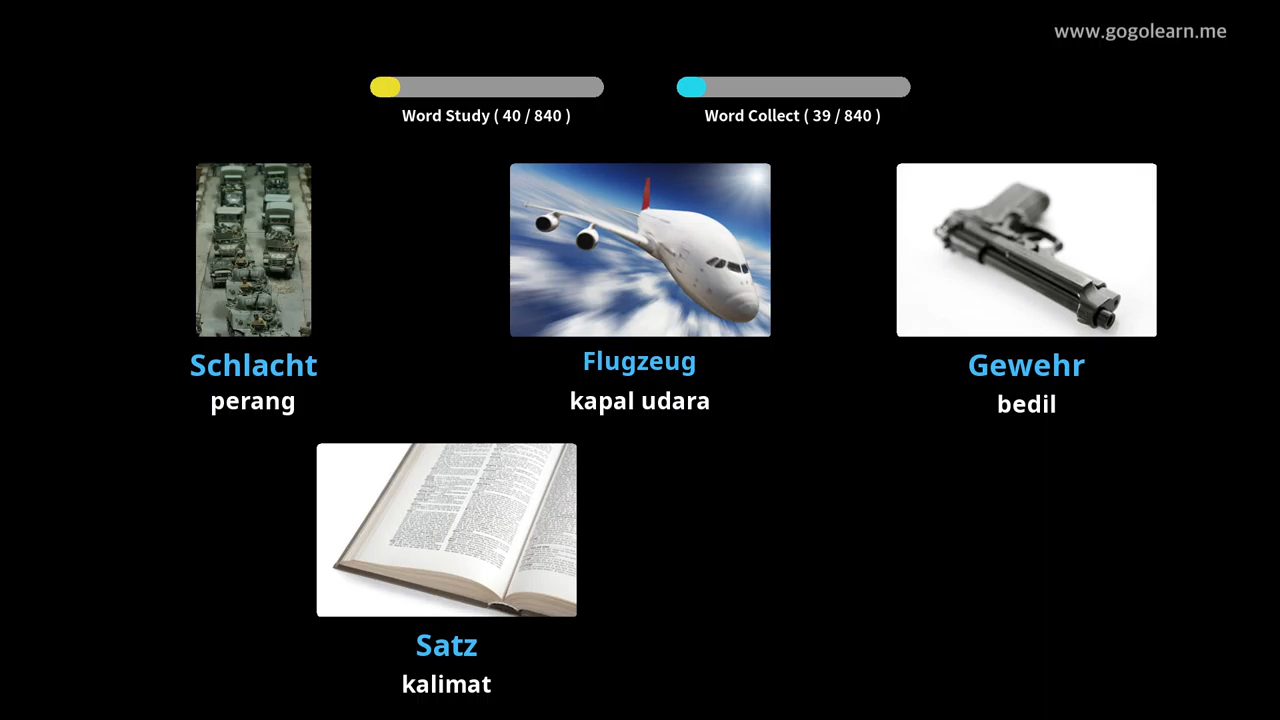 www.gogolearn.me
Word Study ( 40 / 840 )
Word Collect ( 39 / 840 )
Schlacht
perang
Flugzeug
kapal udara
Gewehr
bedil
Satz
kalimat